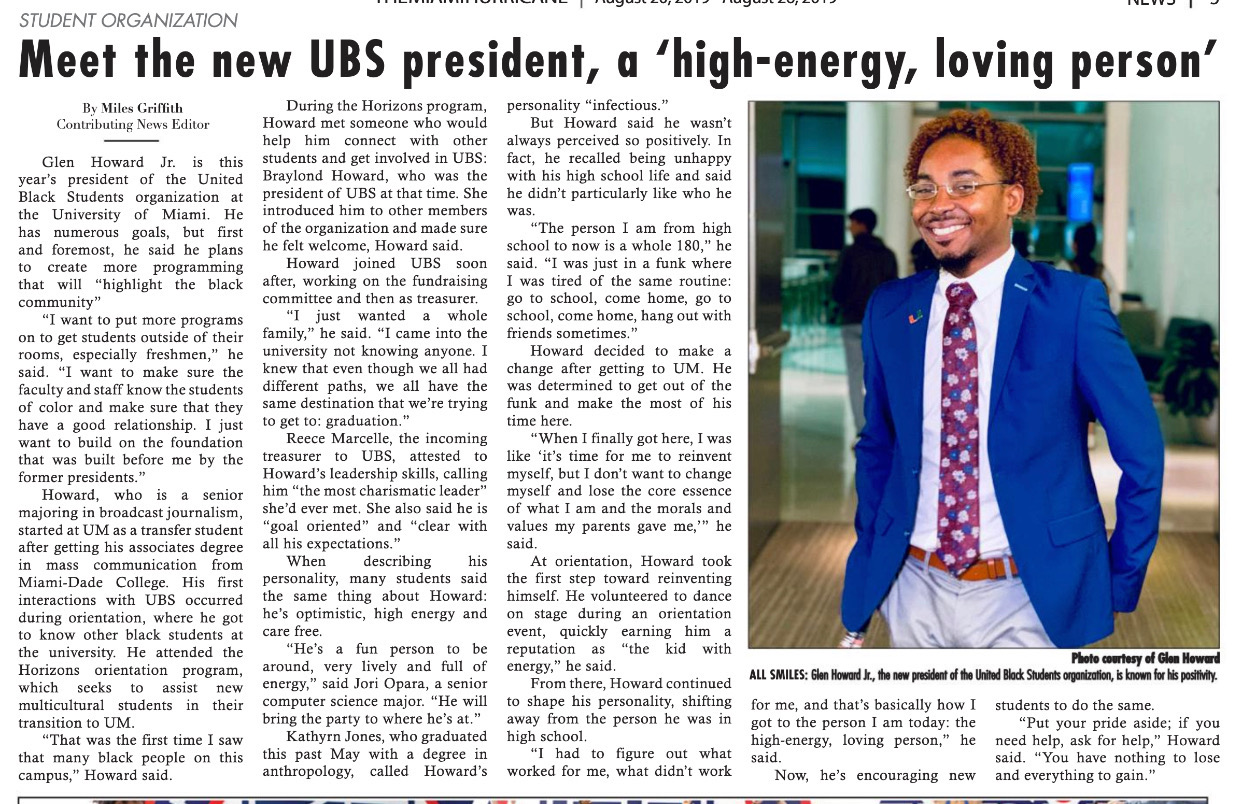 THE MIAMI HURRICANE | August 20, 2019 - August 26, 2019 NEWS |
STUDENT ORGANIZATION
Meet the new UBS president, a ‘high-energy, loving person’
By Miles Griffith
Contributing News Editor
Glen Howard Jr. is this
year’s president of the United
Black Students organization at
the University of Miami. He
has numerous goals, but first
and foremost, he said he plans
to create more programming
that will “highlight the black
community”
“I want to put more programs
on to get students outside of their
rooms, especially freshmen,” he
said. “I want to make sure the
faculty and staff know the students
of color and make sure that they
have a good relationship. I just
want to build on the foundation
that was built before me by the
former presidents.”
Howard, who is a senior
majoring in broadcast journalism,
started at UM as a transfer student
after getting his associates degree
in mass communication from
Miami-Dade College. His first
interactions with UBS occurred
during orientation, where he got
to know other black students at
the university. He attended the
Horizons orientation program,
which seeks to assist new
multicultural students in their
transition to UM.
“That was the first time I saw
that many black people on this
campus,” Howard said.
During the Horizons program,
Howard met someone who would
help him connect with other
students and get involved in UBS:
Braylond Howard, who was the
president of UBS at that time. She
introduced him to other members
of the organization and made sure
he felt welcome, Howard said.
Howard joined UBS soon
after, working on the fundraising
committee and then as treasurer.
“I just wanted a whole
family,” he said. “I came into the
university not knowing anyone. I
knew that even though we all had
different paths, we all have the
same destination that we’re trying
to get to: graduation.”
Reece Marcelle, the incoming
treasurer to UBS, attested to
Howard’s leadership skills, calling
him “the most charismatic leader”
she’d ever met. She also said he is
“goal oriented” and “clear with
all his expectations.”
When describing his
personality, many students said
the same thing about Howard:
he’s optimistic, high energy and
care free.
“He’s a fun person to be
around, very lively and full of
energy,” said Jori Opara, a senior
computer science major. “He will
bring the party to where he’s at.”
Kathyrn Jones, who graduated
this past May with a degree in
anthropology, called Howard’s
personality “infectious.”
But Howard said he wasn’t
always perceived so positively. In
fact, he recalled being unhappy
with his high school life and said
he didn’t particularly like who he
was.
“The person I am from high
school to now is a whole 180,” he
said. “I was just in a funk where
I was tired of the same routine:
go to school, come home, go to
school, come home, hang out with
friends sometimes.”
Howard decided to make a
change after getting to UM. He
was determined to get out of the
funk and make the most of his
time here.
“When I finally got here, I was
like ‘it’s time for me to reinvent
myself, but I don’t want to change
myself and lose the core essence
of what I am and the morals and
values my parents gave me,’” he
said.
At orientation, Howard took
the first step toward reinventing
himself. He volunteered to dance
on stage during an orientation
event, quickly earning him a
reputation as “the kid with
energy,” he said.
From there, Howard continued
to shape his personality, shifting
away from the person he was in
high school.
“I had to figure out what
worked for me, what didn’t work
Photo courtesy of Glen Howard
ALL SMILES: Glen Howard Jr., the new president of the United Black Students organization, is known for his positivity.
for me, and that’s basically how I
got to the person I am today: the
high-energy, loving person,” he
said.
Now, he’s encouraging new
students to do the same.
“Put your pride aside; if you
need help, ask for help,” Howard
said. “You have nothing to lose
and everything to gain.”